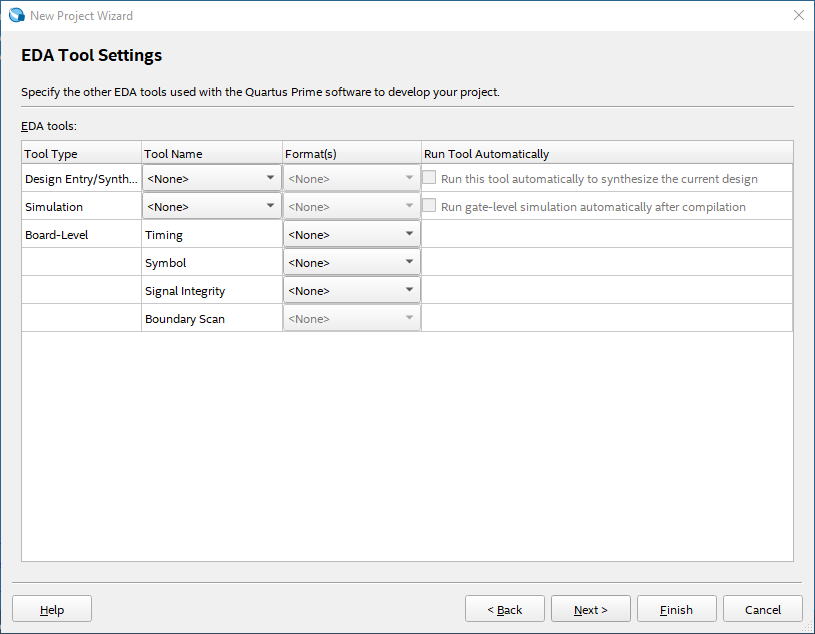 New Project Wizard
EDA Tool Settings
Specify the other EDA tools used with the Quartus Prime software to develop your project.
EDA tools:
Tool Type Tool Name Format(s) Run Tool Automatically
Design Entry/Synth... <None> <None> Run this tool automatically to synthesize the current design
Simulation <None> <None> Run gate-level simulation automatically after compilation
Board-Level Timing <None>
Symbol <None>
Signal Integrity <None>
Boundary Scan <None>
Help < Back Next > Finish Cancel